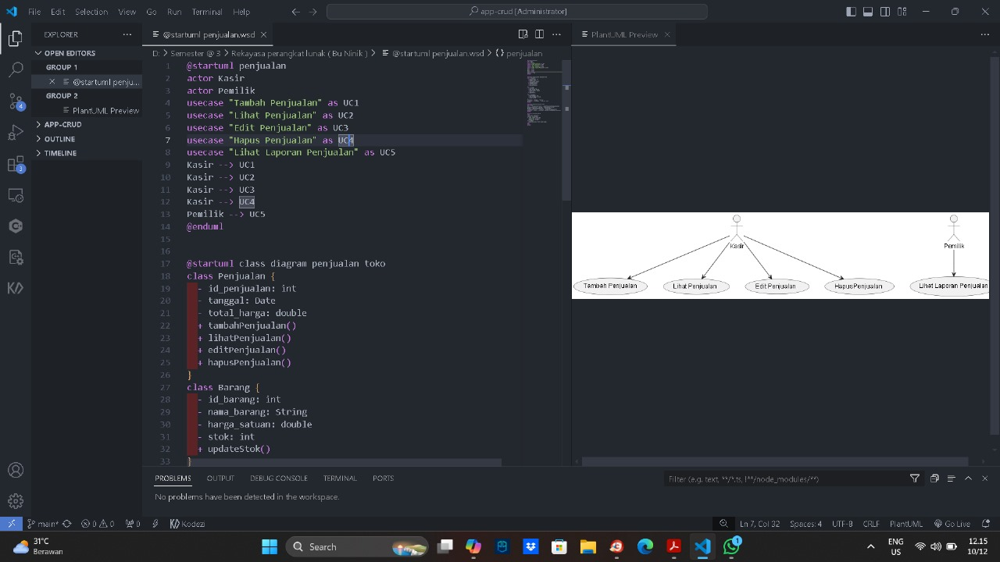 File Edit Selection View Go Run Terminal Help
app-crud [Administrator]
EXPLORER
@startuml penjualan.wsd
PlantUML Preview
OPEN EDITORS
GROUP 1
@startuml penju...
GROUP 2
PlantUML Preview
APP-CRUD
OUTLINE
TIMELINE
4
3
D: > Semester @ 3 > Rekayasa perangkat lunak ( Bu Ninik ) > @startuml penjualan.wsd > {} penjualan
1 @startuml penjualan
2 actor Kasir
3 actor Pemilik
4 usecase "Tambah Penjualan" as UC1
5 usecase "Lihat Penjualan" as UC2
6 usecase "Edit Penjualan" as UC3
7 usecase "Hapus Penjualan" as UC4
8 usecase "Lihat Laporan Penjualan" as UC5
9 Kasir --> UC1
10 Kasir --> UC2
11 Kasir --> UC3
12 Kasir --> UC4
13 Pemilik --> UC5
14 @enduml
15
16
17 @startuml class diagram penjualan toko
18 class Penjualan {
19 - id_penjualan: int
20 - tanggal: Date
21 - total_harga: double
22 + tambahPenjualan()
23 + lihatPenjualan()
24 + editPenjualan()
25 + hapusPenjualan()
26 }
27 class Barang {
28 - id_barang: int
29 - nama_barang: String
30 - harga_satuan: double
31 - stok: int
32 + updateStok()
33 }
Kasir
Pemilik
Tambah Penjualan
Lihat Penjualan
Edit Penjualan
Hapus Penjualan
Lihat Laporan Penjualan
PROBLEMS OUTPUT DEBUG CONSOLE TERMINAL PORTS
Filter (e.g. text, **/*.ts, !**/node_modules/**)
No problems have been detected in the workspace.
main* 0 0 0 Kodezi
Ln 7, Col 32 Spaces: 4 UTF-8 CRLF PlantUML Go Live
31°C
Berawan
Search
1
ENG
US
12.15
10/12